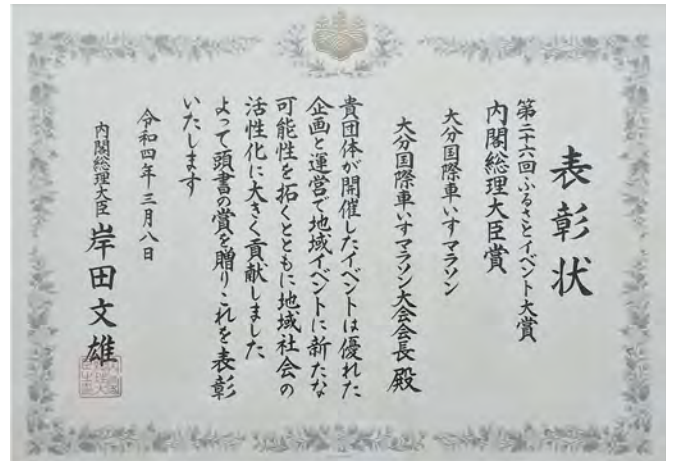 表彰状
第二十六回ふるさとイベント大賞
内閣総理大臣賞
大分国際車いすマラソン
大分国際車いすマラソン大会会長 殿
貴団体が開催したイベントは優れた
企画と運営で地域イベントに新たな
可能性を拓くとともに地域社会の
活性化に大きく貢献しました
よって頭書の賞を贈りこれを表彰
いたします
令和四年三月八日
内閣総理大臣 岸田文雄